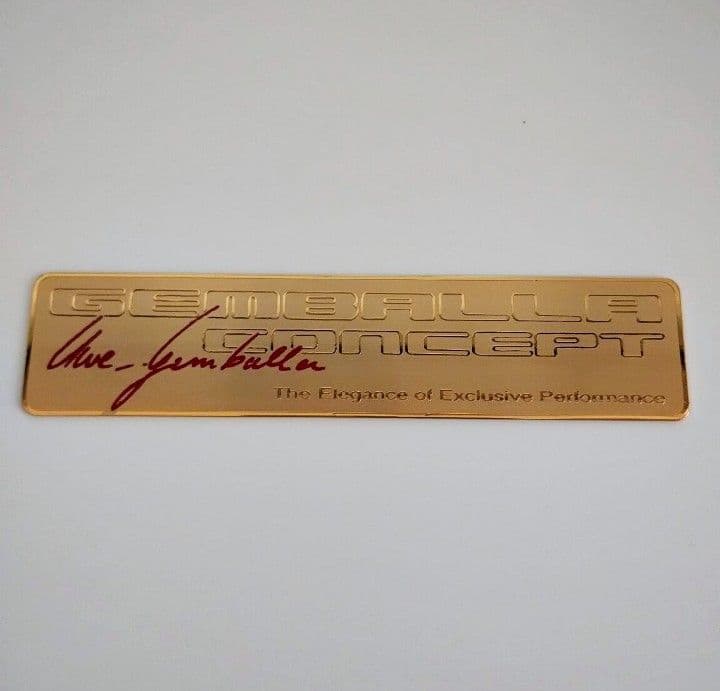 GEMBALLA
CONCEPT
Uwe-Gemballa
The Elegance of Exclusive Performance